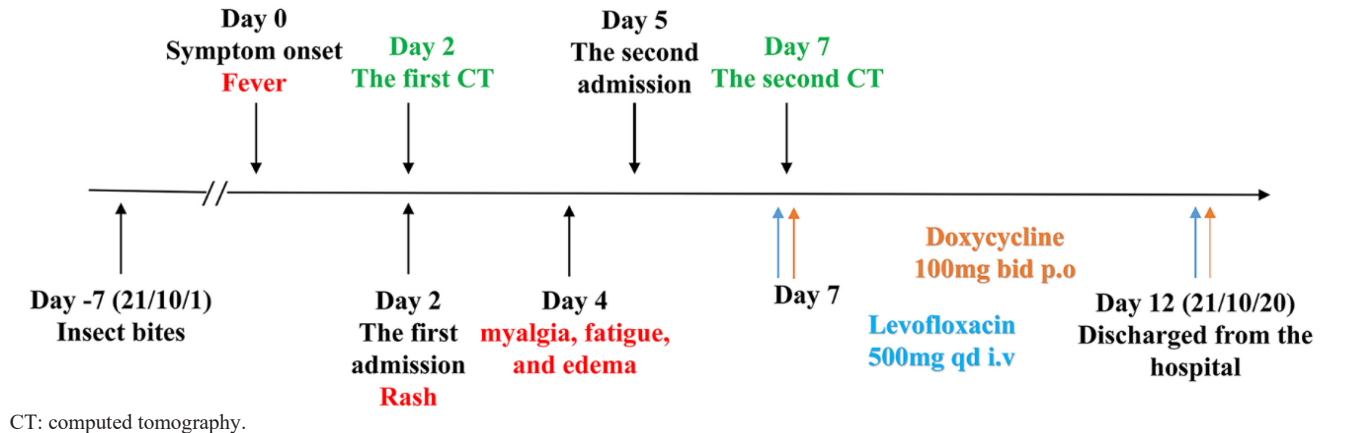 Day 0
Symptom onset
Fever
Day 2
The first CT
Day 5
The second
admission
Day 7
The second CT
Day -7 (21/10/1)
Insect bites
Day 2
The first
admission
Rash
Day 4
myalgia, fatigue,
and edema
Day 7
Doxycycline
100mg bid p.o
Levofloxacin
500mg qd i.v
Day 12 (21/10/20)
Discharged from the
hospital
CT: computed tomography.